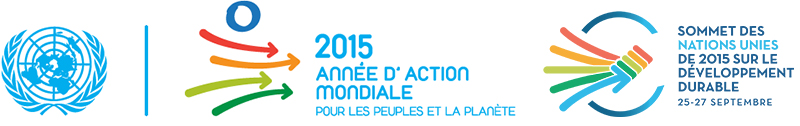 2015
ANNÉE D'ACTION
MONDIALE
POUR LES PEUPLES ET LA PLANÈTE
SOMMET DES
NATIONS UNIES
DE 2015 SUR LE
DÉVELOPPEMENT
DURABLE
25-27 SEPTEMBRE